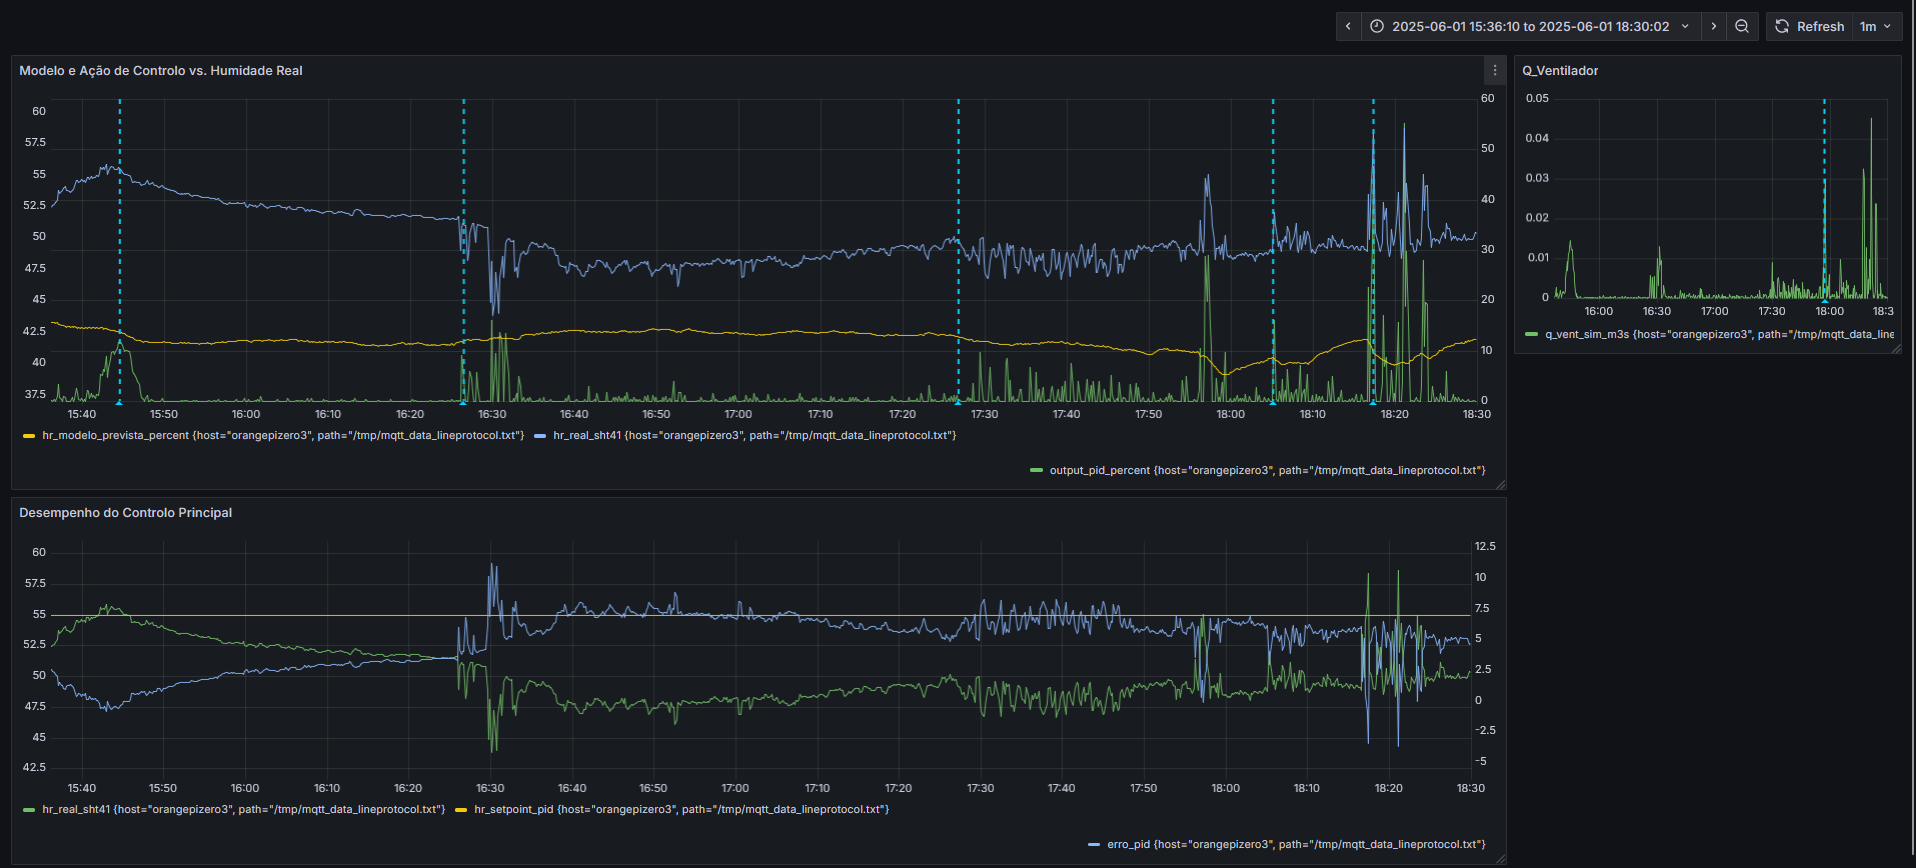 2025-06-01 15:36:10 to 2025-06-01 18:30:02
Refresh
1m
Modelo e Ação de Controlo vs. Humidade Real
60
57.5
55
52.5
50
47.5
45
42.5
40
37.5
60
50
40
30
20
10
0
15:40 15:50 16:00 16:10 16:20 16:30 16:40 16:50 17:00 17:10 17:20 17:30 17:40 17:50 18:00 18:10 18:20 18:30
hr_modelo_prevista_percent {host="orangepizero3", path="/tmp/mqtt_data_lineprotocol.txt"} hr_real_sht41 {host="orangepizero3", path="/tmp/mqtt_data_lineprotocol.txt"}
output_pid_percent {host="orangepizero3", path="/tmp/mqtt_data_lineprotocol.txt"}
Q_Ventilador
0.05
0.04
0.03
0.02
0.01
0
16:00 16:30 17:00 17:30 18:00 18:3
q_vent_sim_m3s {host="orangepizero3", path="/tmp/mqtt_data_line
Desempenho do Controlo Principal
60
57.5
55
52.5
50
47.5
45
42.5
12.5
10
7.5
5
2.5
0
-2.5
-5
15:40 15:50 16:00 16:10 16:20 16:30 16:40 16:50 17:00 17:10 17:20 17:30 17:40 17:50 18:00 18:10 18:20 18:30
hr_real_sht41 {host="orangepizero3", path="/tmp/mqtt_data_lineprotocol.txt"} hr_setpoint_pid {host="orangepizero3", path="/tmp/mqtt_data_lineprotocol.txt"}
erro_pid {host="orangepizero3", path="/tmp/mqtt_data_lineprotocol.txt"}